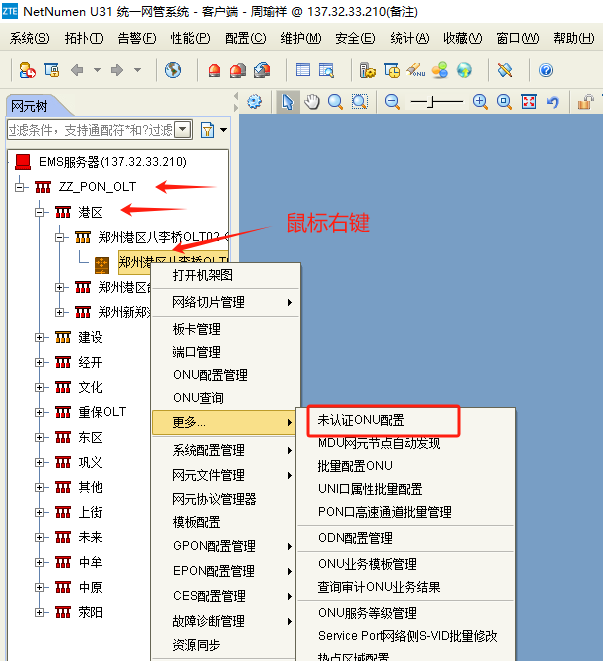 ZTE NetNumen U31 统一网管系统 - 客户端 - 周瑜祥 @ 137.32.33.210(备注)
系统(S) 拓扑(T) 告警(F) 性能(P) 配置(C) 维护(M) 安全(E) 统计(A) 收藏(V) 窗口(W) 帮助(H)
网元树
过滤条件，支持通配符*和?过滤
EMS服务器(137.32.33.210)
ZZ_PON_OLT
港区
鼠标右键
郑州港区八李桥OLT02
郑州港区八李桥OLT
打开机架图
郑州港区
网络切片管理
郑州新郑
板卡管理
建设
端口管理
经开
ONU配置管理
文化
ONU查询
重保OLT
更多...
未认证ONU配置
东区
MDU网元节点自动发现
系统配置管理
巩义
批量配置ONU
网元文件管理
其他
UNI口属性批量配置
网元协议管理器
上街
PON口高速通道批量管理
模板配置
未来
ODN配置管理
GPON配置管理
中牟
ONU业务模板管理
EPON配置管理
中原
查询审计ONU业务结果
CES配置管理
荥阳
ONU服务等级管理
故障诊断管理
Service Port网络侧S-VID批量修改
资源同步
热点区域配置